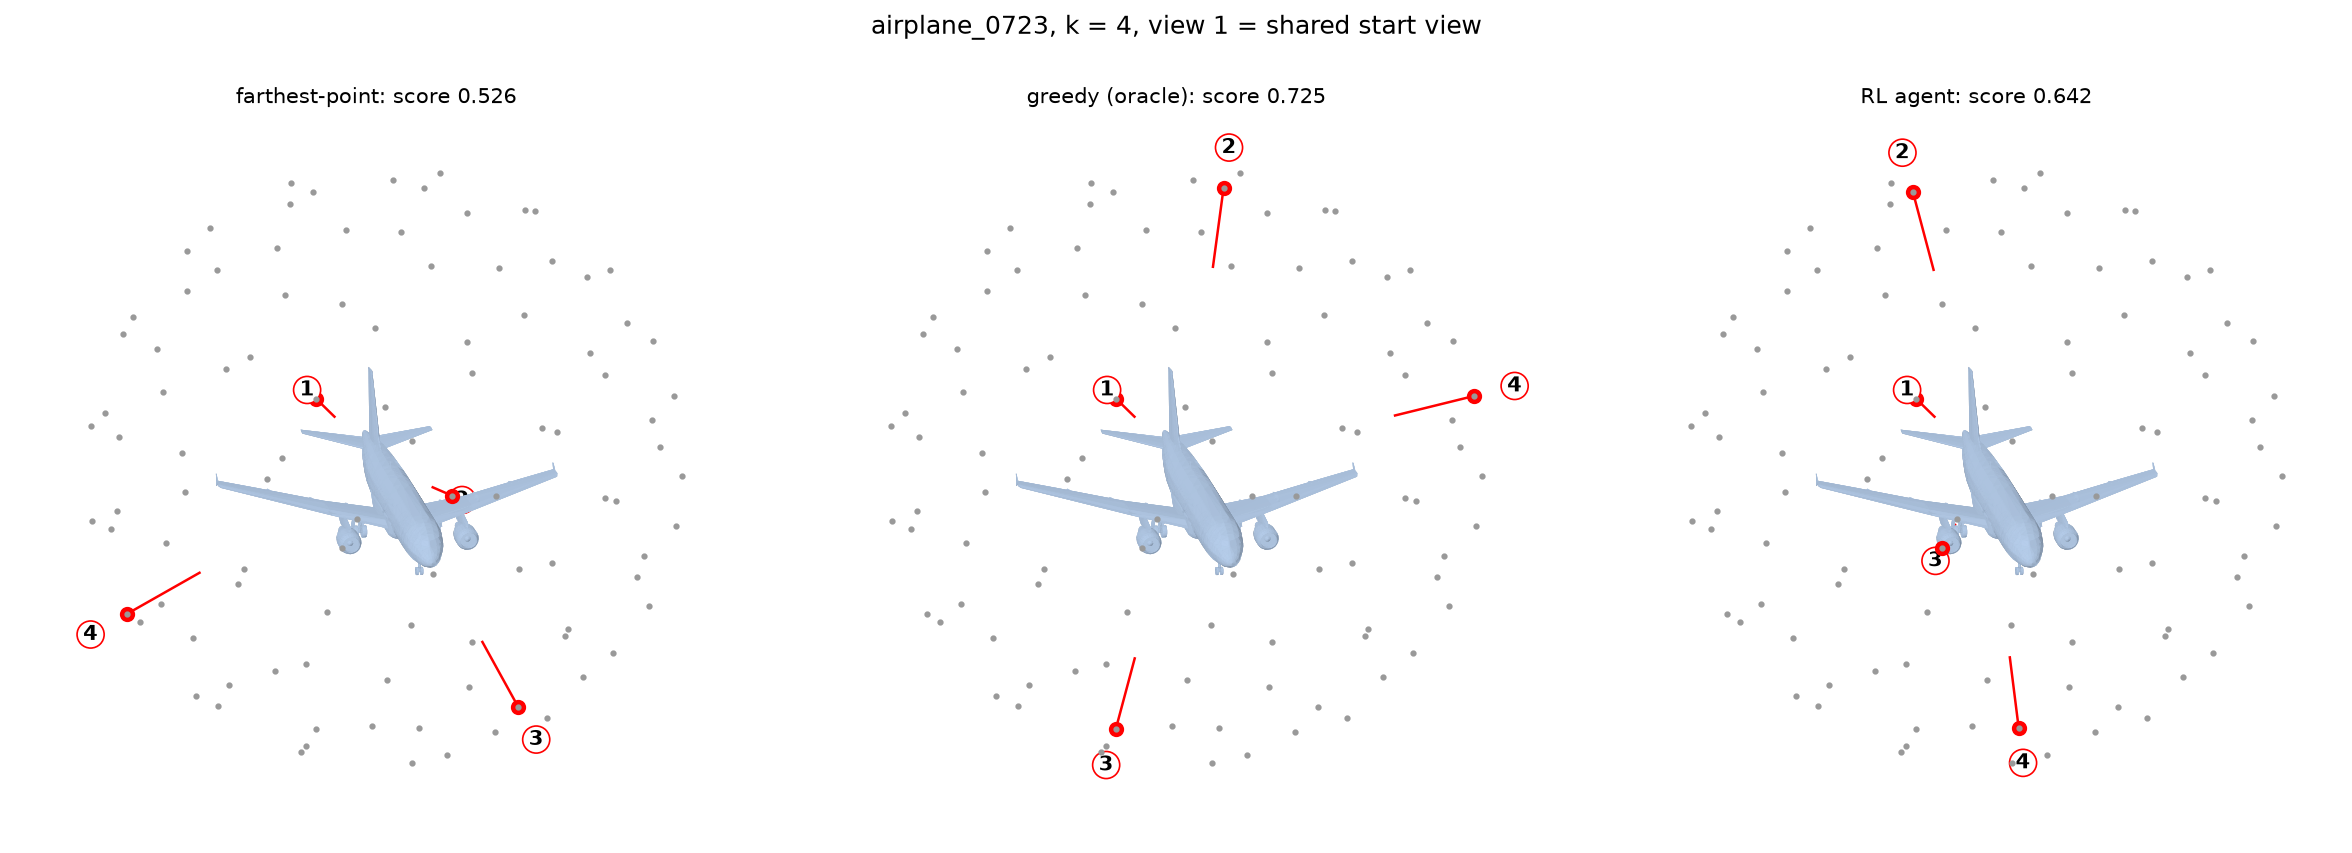 airplane_0723, k = 4, view 1 = shared start view
farthest-point: score 0.526
greedy (oracle): score 0.725
RL agent: score 0.642
1
3
4
1
2
3
4
1
2
3
4